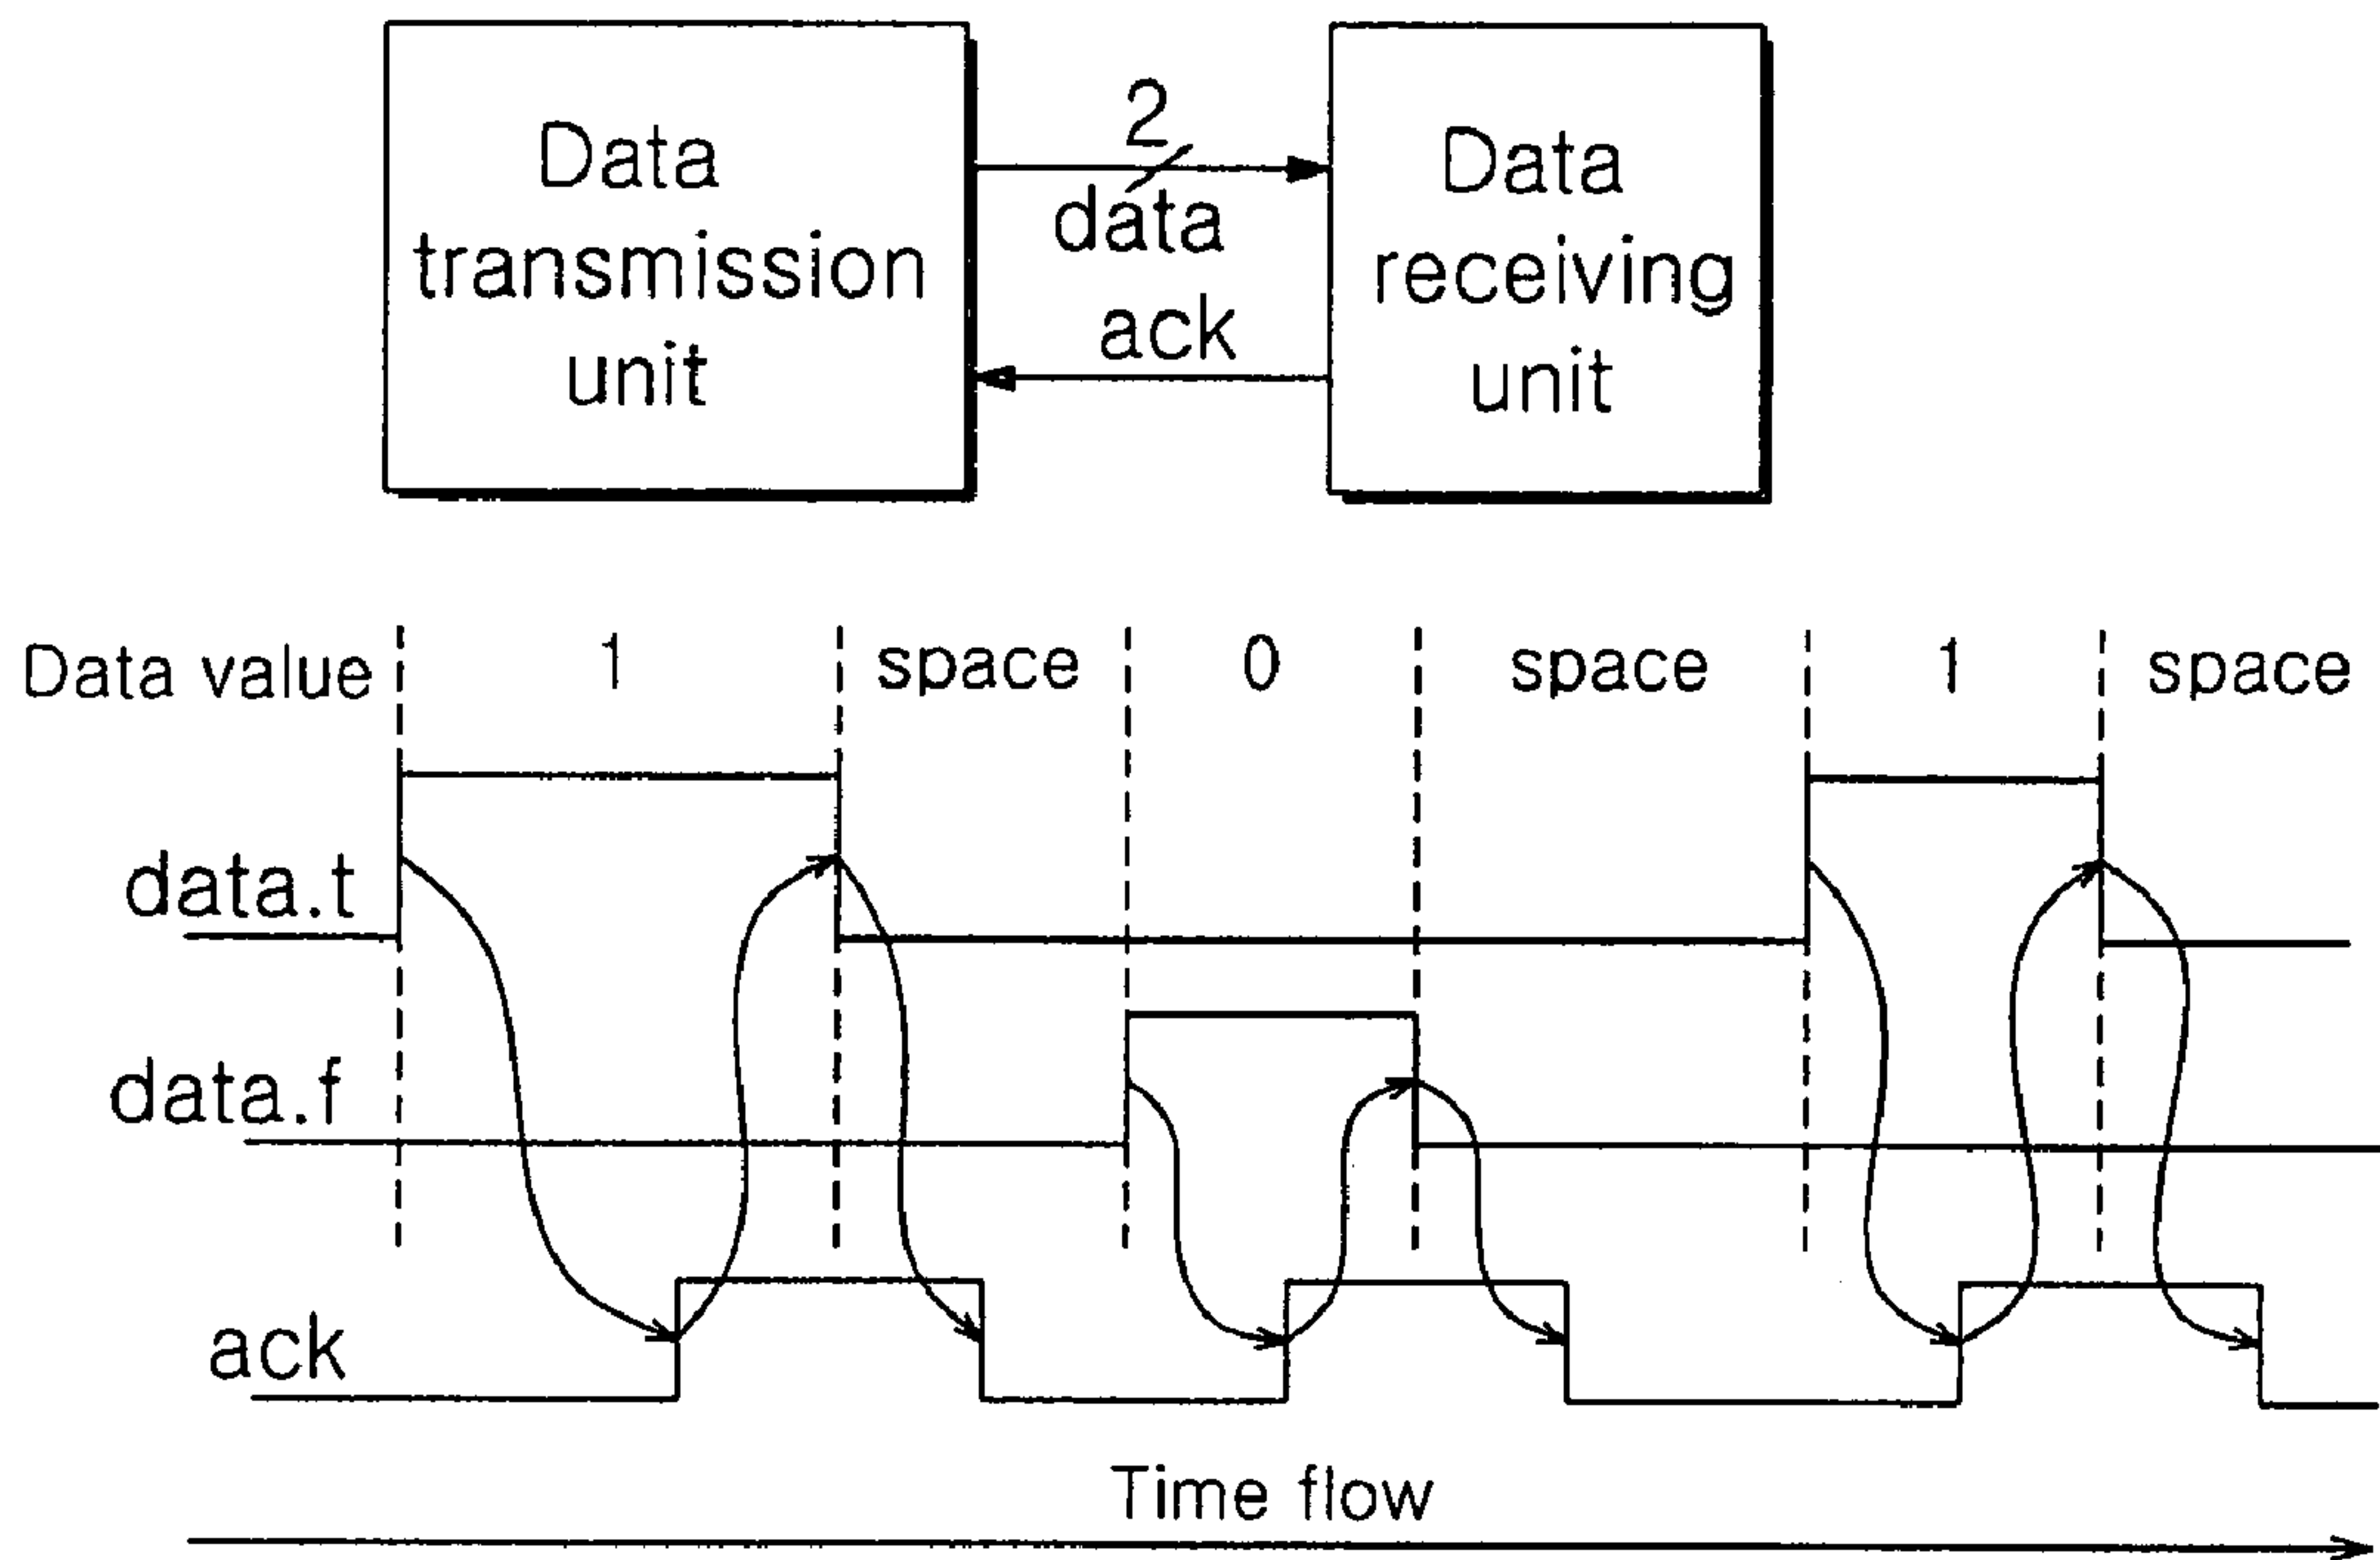 Data
transmission
unit
2
data
ack
Data
receiving
unit
Data value 1 space 0 space 1 space
data.t
data.f
ack
Time flow